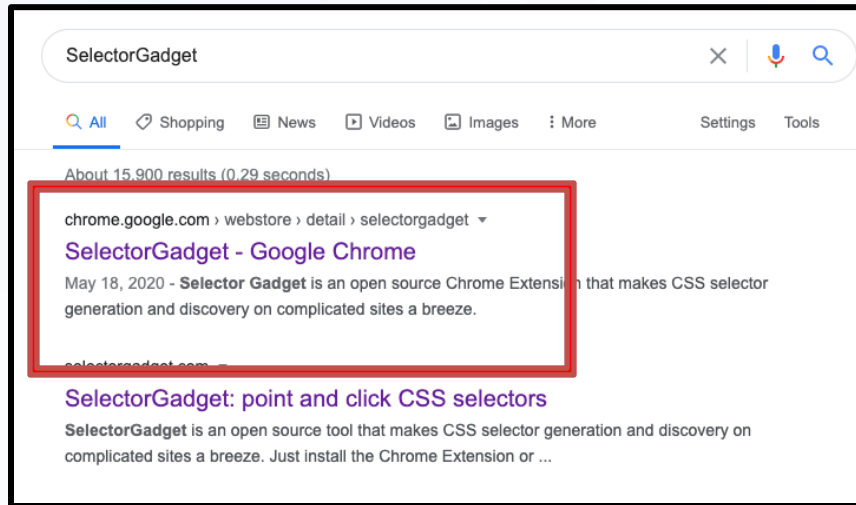 SelectorGadget
All Shopping News Videos Images More Settings Tools
About 15,900 results (0.29 seconds)
chrome.google.com › webstore › detail › selectorgadget
SelectorGadget - Google Chrome
May 18, 2020 - Selector Gadget is an open source Chrome Extension that makes CSS selector
generation and discovery on complicated sites a breeze.
selectorgadget.com
SelectorGadget: point and click CSS selectors
SelectorGadget is an open source tool that makes CSS selector generation and discovery on
complicated sites a breeze. Just install the Chrome Extension or ...